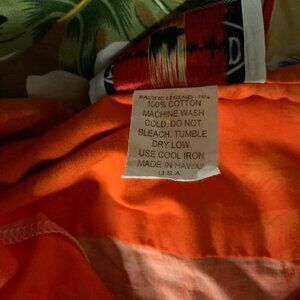 PACIFIC LEGEND
100% COTTON
MACHINE WASH
COLD. DO NOT
BLEACH, TUMBLE
DRY LOW.
USE COOL IRON
MADE IN HAWAII
U.S.A